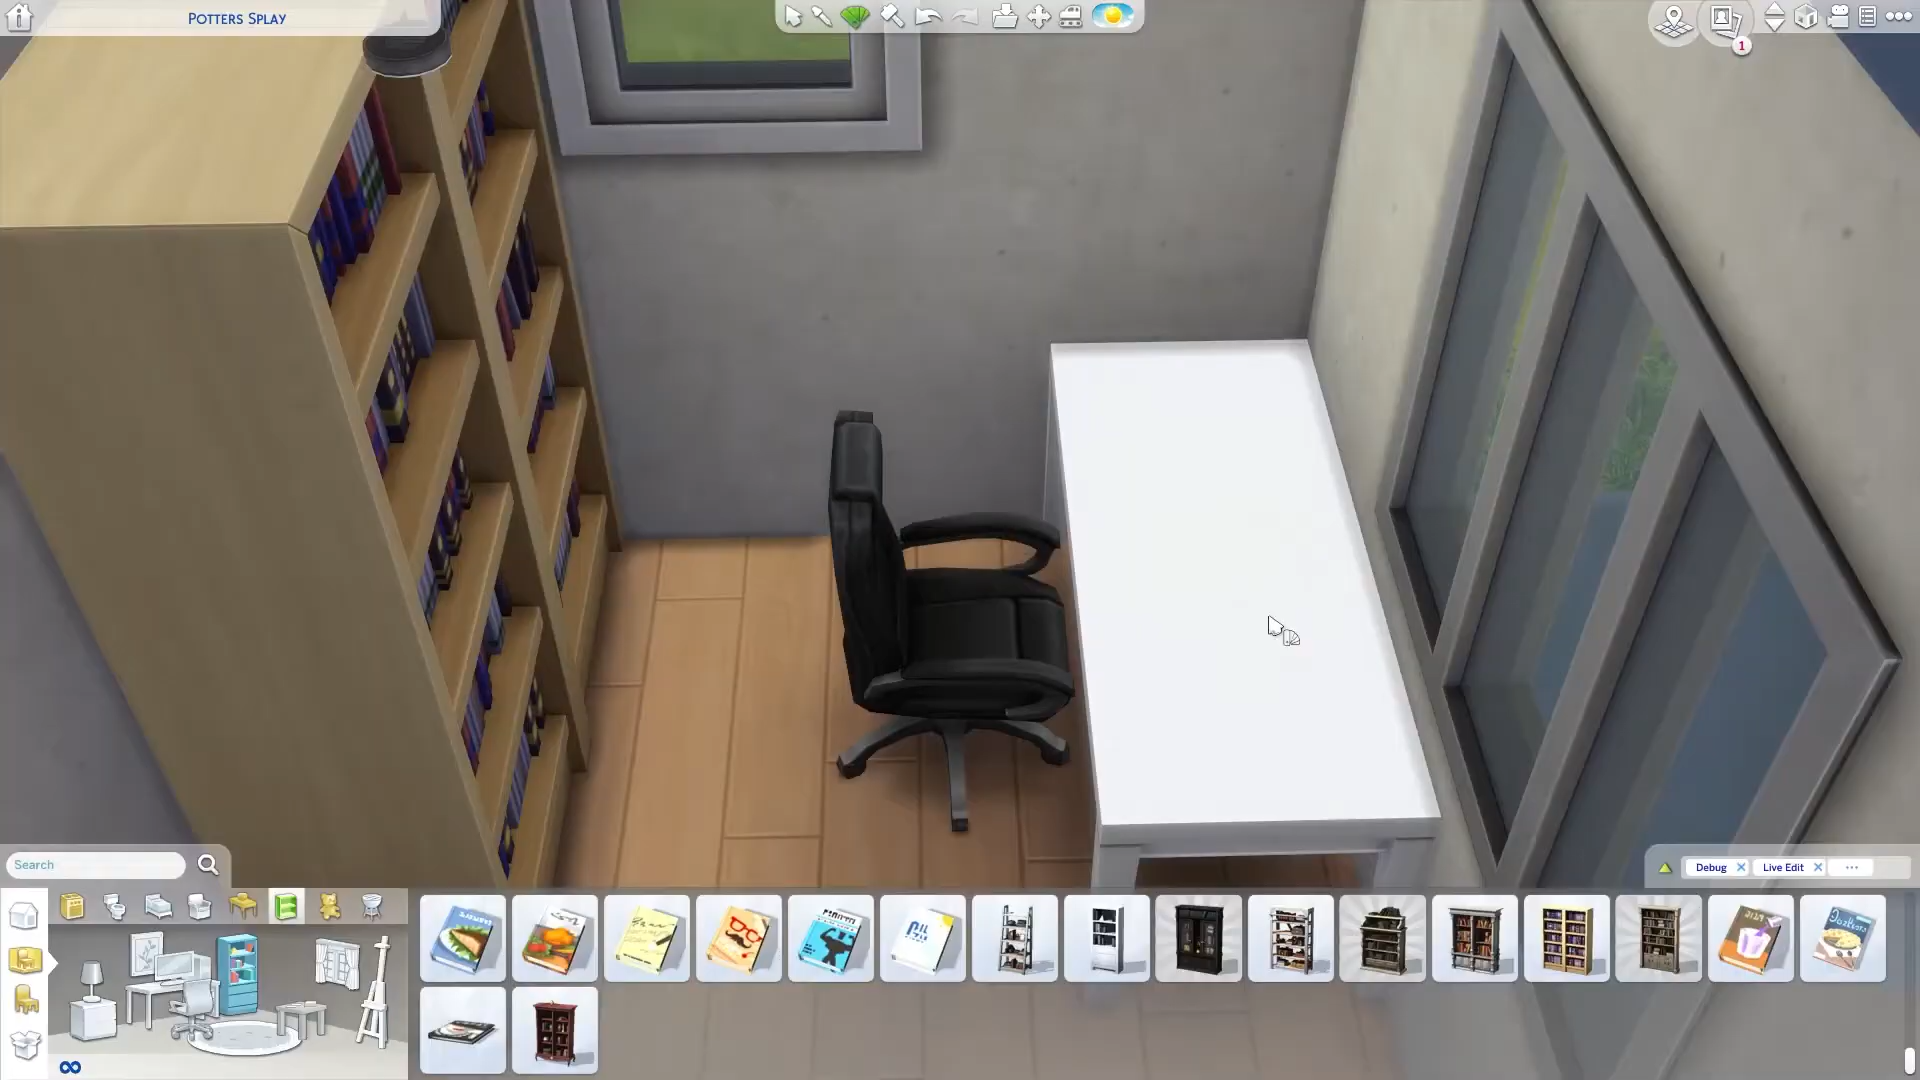 POTTERS SPLAY
1
Search
Debug
Live Edit